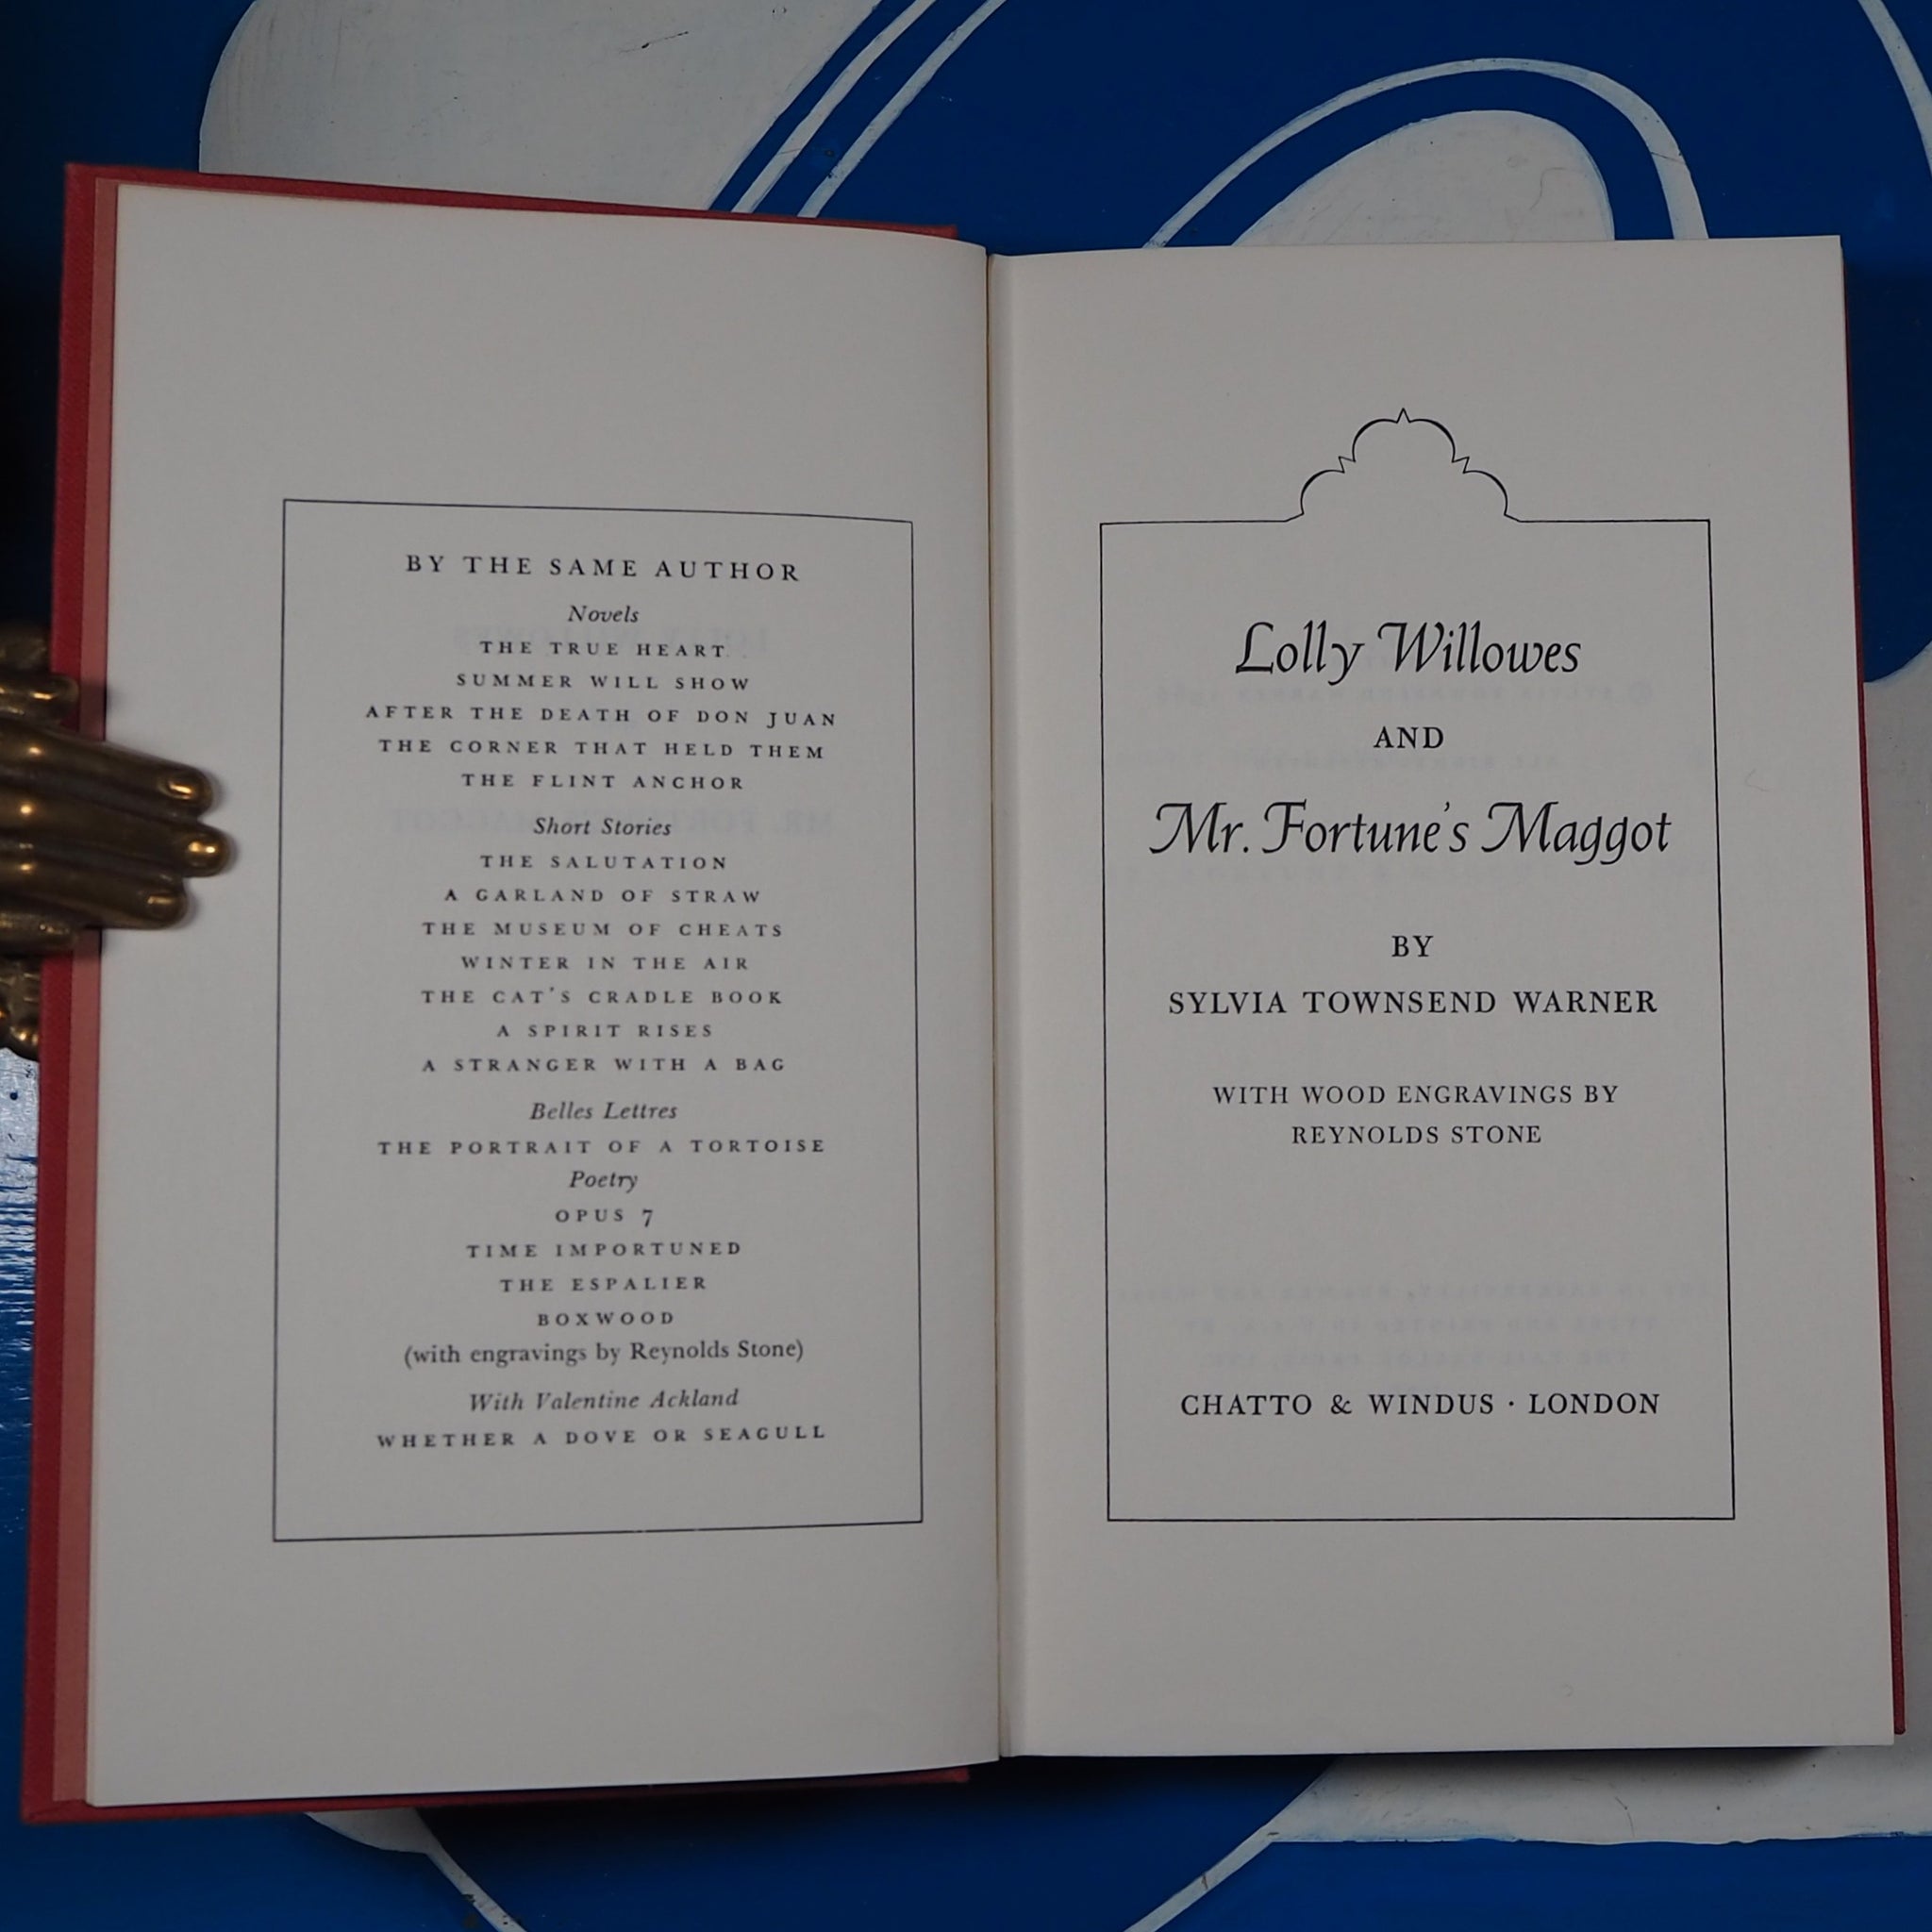 BY THE SAME AUTHOR
Novels
THE TRUE HEART
SUMMER WILL SHOW
AFTER THE DEATH OF DON JUAN
THE CORNER THAT HELD THEM
THE FLINT ANCHOR
Short Stories
THE SALUTATION
A GARLAND OF STRAW
THE MUSEUM OF CHEATS
WINTER IN THE AIR
THE CAT'S CRADLE BOOK
A SPIRIT RISES
A STRANGER WITH A BAG
Belles Lettres
THE PORTRAIT OF A TORTOISE
Poetry
OPUS 7
TIME IMPORTUNED
THE ESPALIER
BOXWOOD
(with engravings by Reynolds Stone)
With Valentine Ackland
WHETHER A DOVE OR SEAGULL
Lolly Willowes
AND
Mr. Fortune's Maggot
BY
SYLVIA TOWNSEND WARNER
WITH WOOD ENGRAVINGS BY
REYNOLDS STONE
CHATTO & WINDUS · LONDON